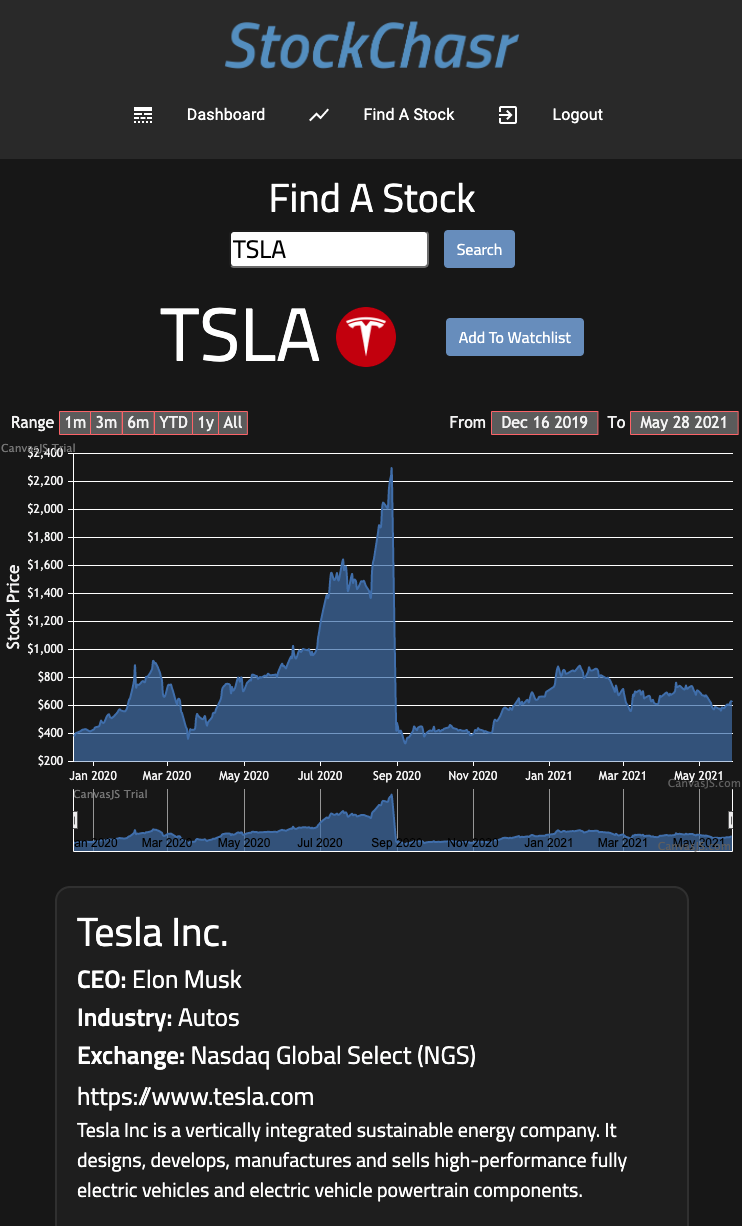 StockChasr
Dashboard Find A Stock Logout
Find A Stock
TSLA Search
TSLA Add To Watchlist
Range 1m 3m 6m YTD 1y All From Dec 16 2019 To May 28 2021
CanvasJS Trial
$2,400
$2,200
$2,000
$1,800
$1,600
$1,400
$1,200
$1,000
$800
$600
$400
$200
Stock Price
Jan 2020 Mar 2020 May 2020 Jul 2020 Sep 2020 Nov 2020 Jan 2021 Mar 2021 May 2021
CanvasJS.com
CanvasJS Trial
an 2020 Mar 2020 May 2020 Jul 2020 Sep 2020 Nov 2020 Jan 2021 Mar 2021 May 2021
Tesla Inc.
CEO: Elon Musk
Industry: Autos
Exchange: Nasdaq Global Select (NGS)
https://www.tesla.com
Tesla Inc is a vertically integrated sustainable energy company. It
designs, develops, manufactures and sells high-performance fully
electric vehicles and electric vehicle powertrain components.